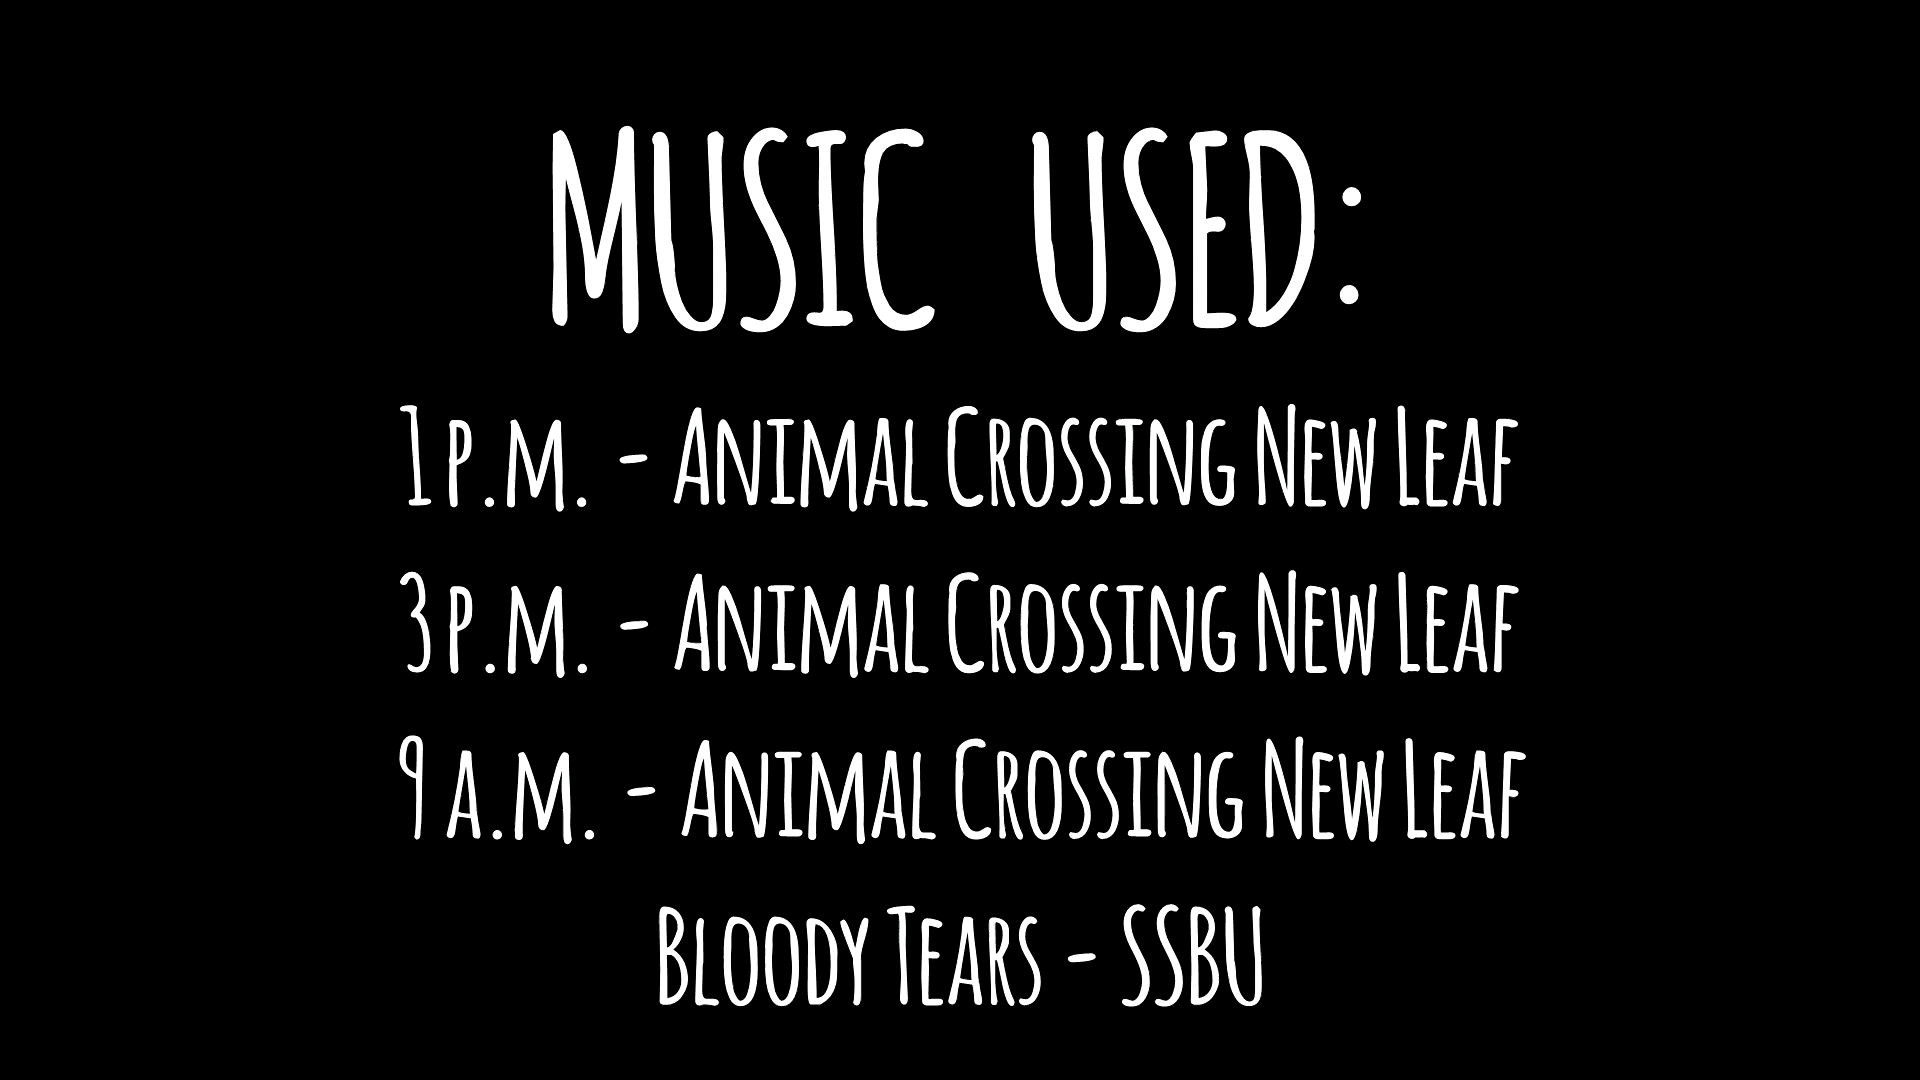 MUSIC USED:
1 P.M. - ANIMAL CROSSING NEW LEAF
3 P.M. - ANIMAL CROSSING NEW LEAF
9 A.M. - ANIMAL CROSSING NEW LEAF
BLOODY TEARS - SSBU